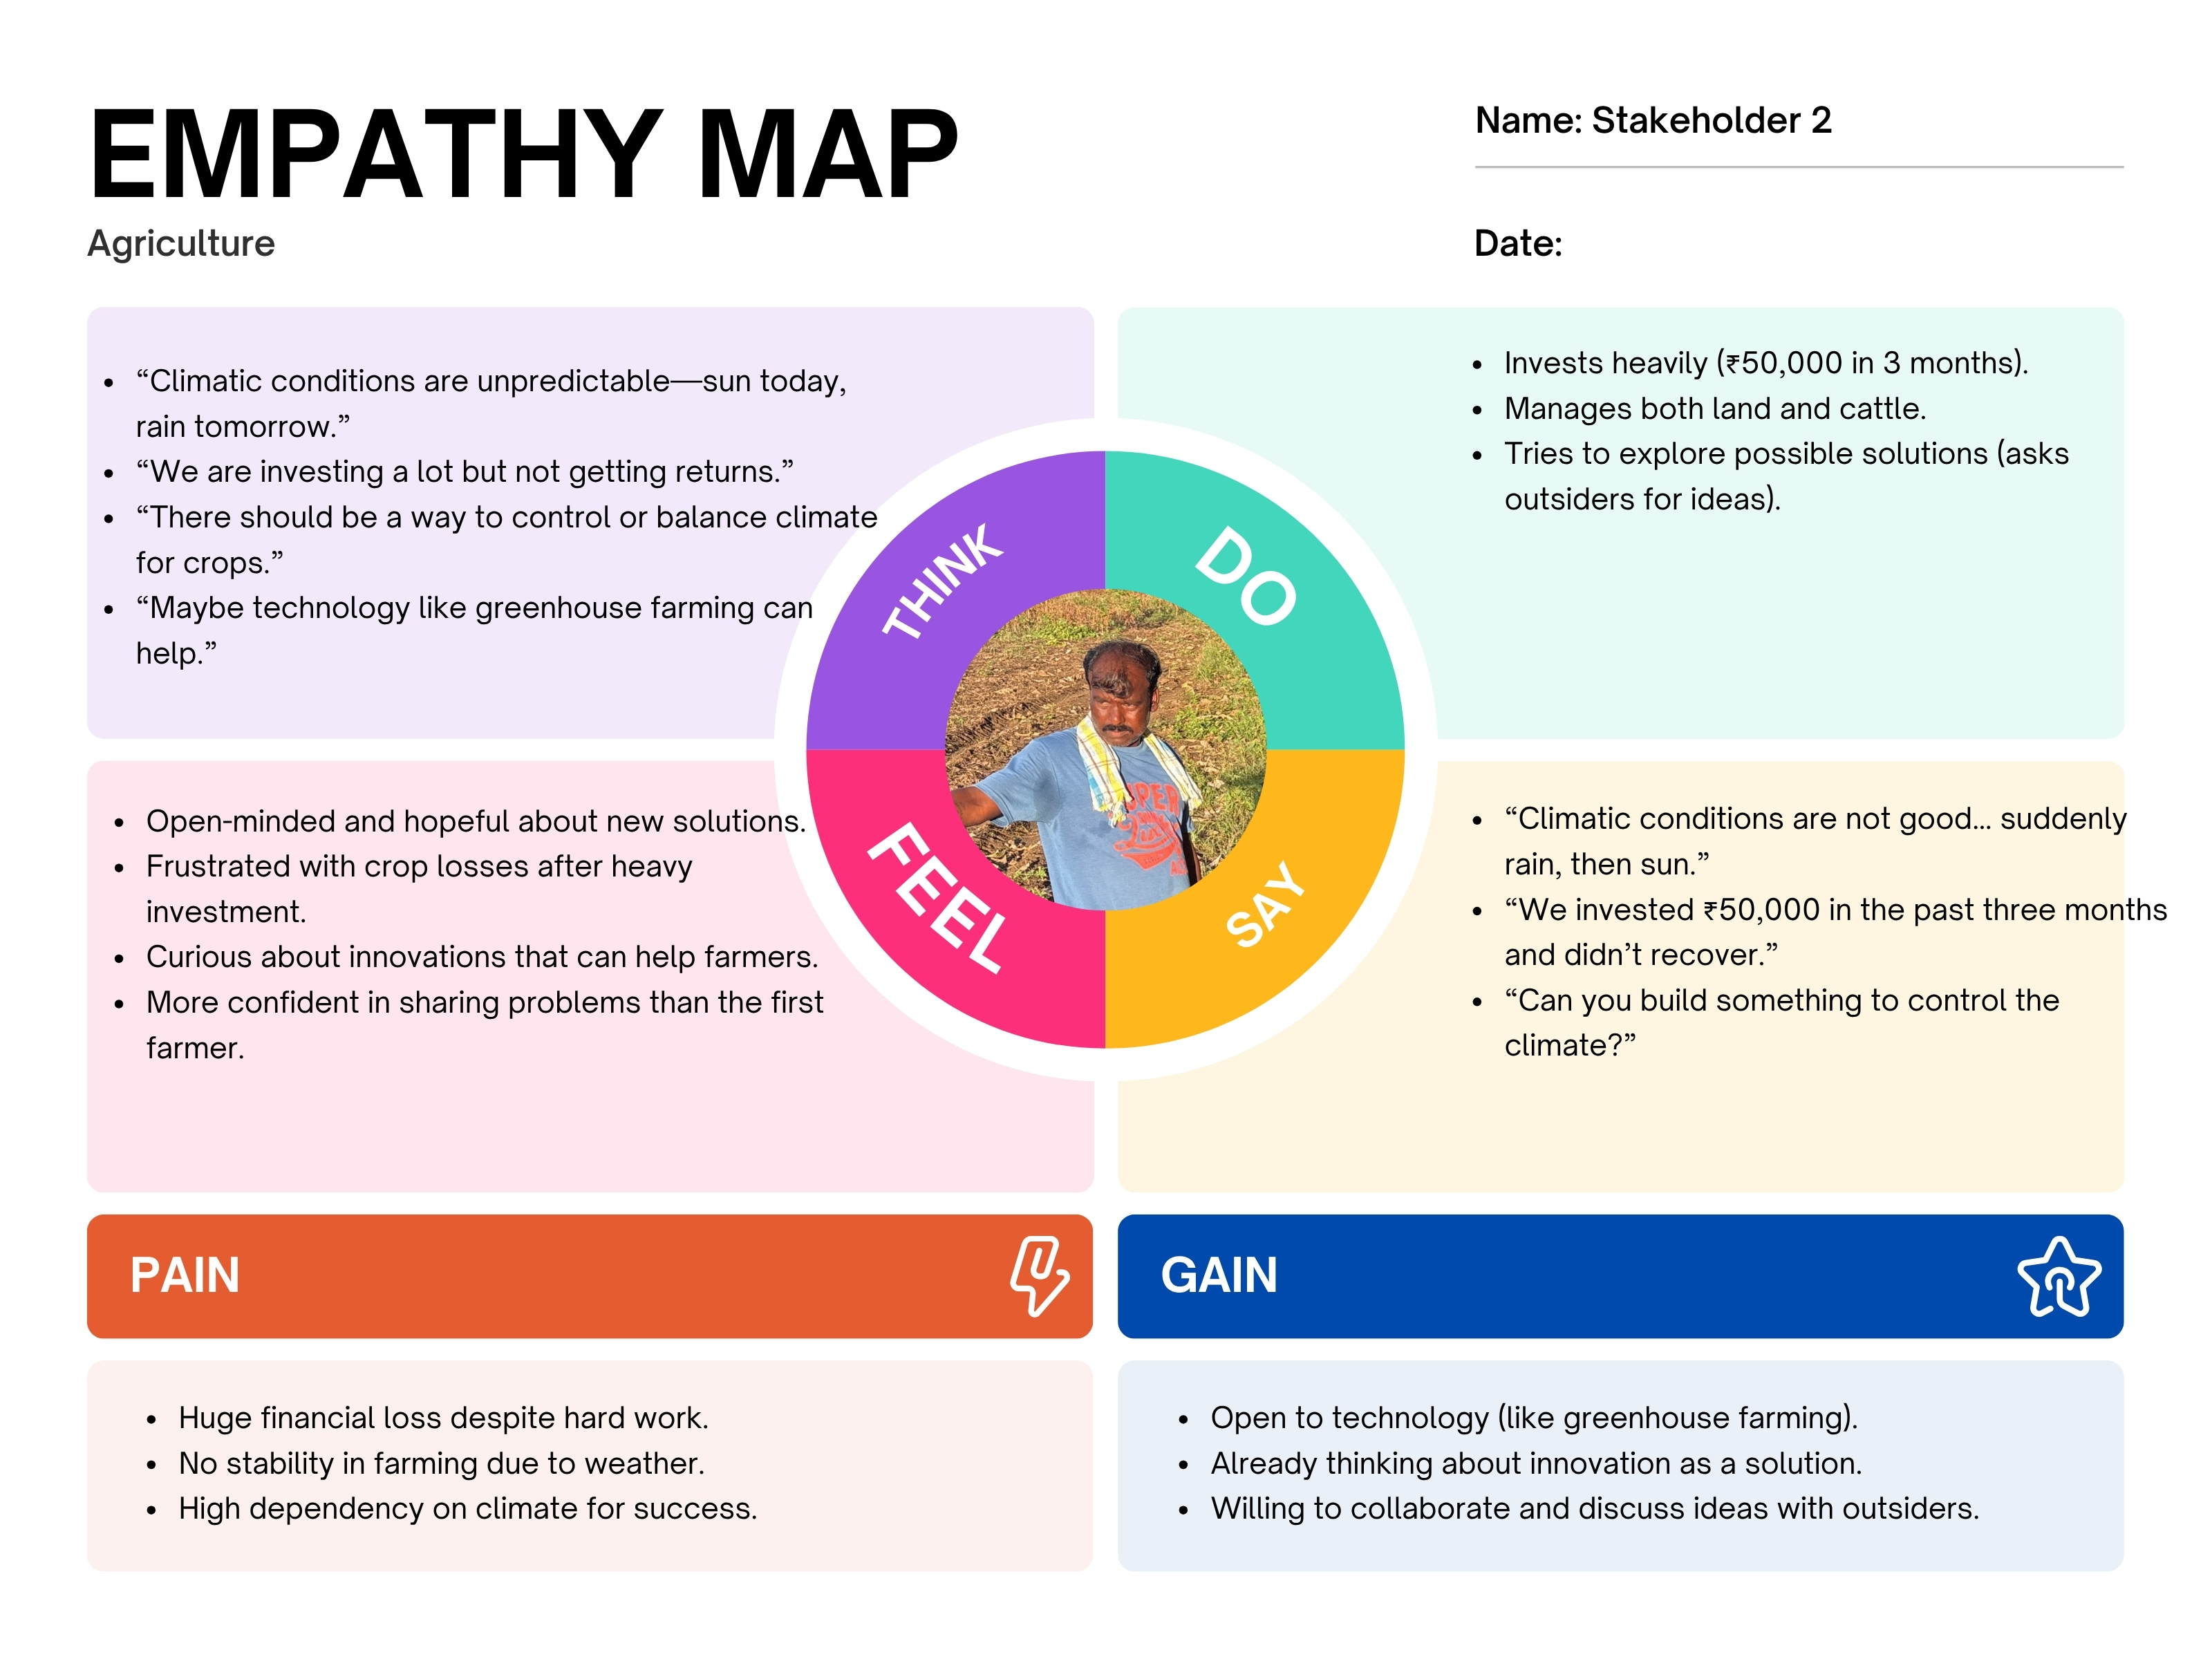 EMPATHY MAP
Agriculture
Name: Stakeholder 2
Date:
• “Climatic conditions are unpredictable—sun today,
rain tomorrow.”
• “We are investing a lot but not getting returns.”
• “There should be a way to control or balance climate
for crops.”
• “Maybe technology like greenhouse farming can
help.”
THINK
• Invests heavily (₹50,000 in 3 months).
• Manages both land and cattle.
• Tries to explore possible solutions (asks
outsiders for ideas).
DO
• Open-minded and hopeful about new solutions.
• Frustrated with crop losses after heavy
investment.
• Curious about innovations that can help farmers.
• More confident in sharing problems than the first
farmer.
FEEL
• “Climatic conditions are not good... suddenly
rain, then sun.”
• “We invested ₹50,000 in the past three months
and didn’t recover.”
• “Can you build something to control the
climate?”
SAY
PAIN
• Huge financial loss despite hard work.
• No stability in farming due to weather.
• High dependency on climate for success.
GAIN
• Open to technology (like greenhouse farming).
• Already thinking about innovation as a solution.
• Willing to collaborate and discuss ideas with outsiders.